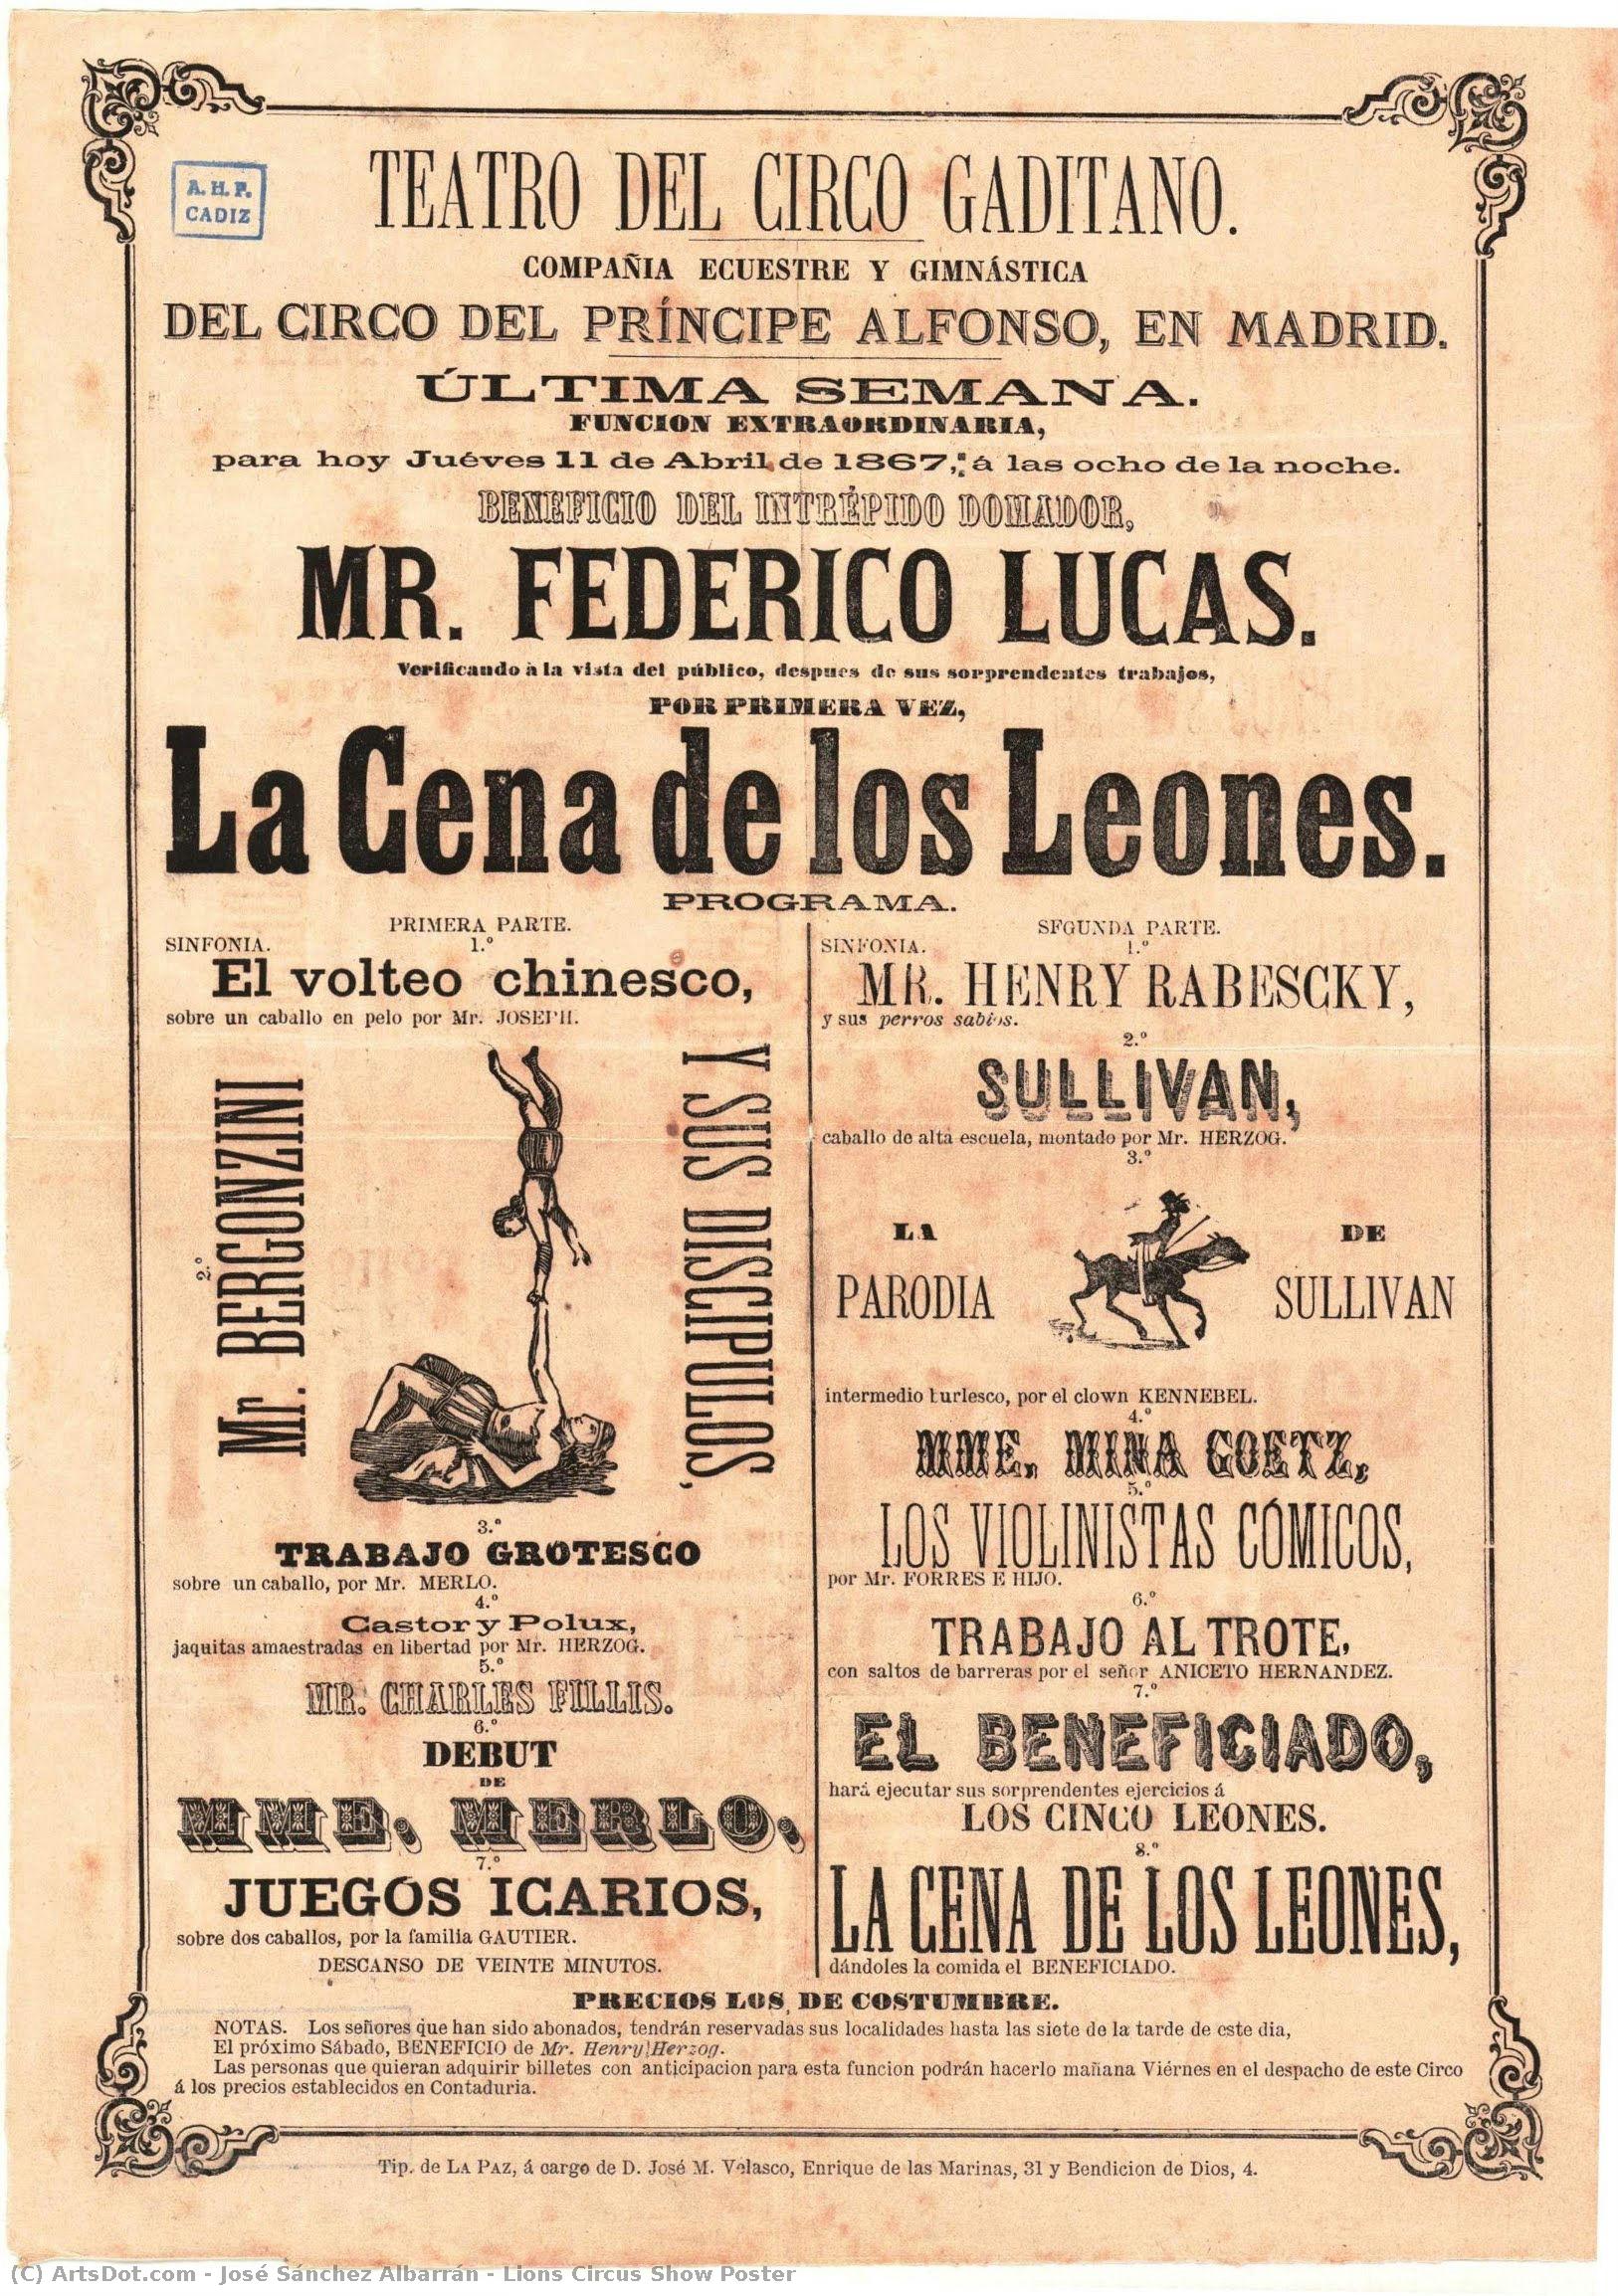 A. H. P.
CADIZ
TEATRO DEL CIRCO GADITANO.
COMPAÑIA ECUESTRE Y GIMNÁSTICA
DEL CIRCO DEL PRÍNCIPE ALFONSO, EN MADRID.
ÚLTIMA SEMANA.
FUNCION EXTRAORDINARIA,
para hoy Juéves 11 de Abril de 1867, á las ocho de la noche.
BENEFICIO DEL INTRÉPIDO DOMADOR,
MR. FEDERICO LUCAS.
Verificando à la vista del público, despues de sus sorprendentes trabajos,
POR PRIMERA VEZ,
La Cena de los Leones.
PROGRAMA.
PRIMERA PARTE.
SINFONIA.
1.º
El volteo chinesco,
sobre un caballo en pelo por Mr. JOSEPH.
2.º
Mr. BERGONZINI
Y SUS DISCIPULOS,
3.º
TRABAJO GROTESCO
sobre un caballo, por Mr. MERLO.
4.º
Castor y Polux,
jaquitas amaestradas en libertad por Mr. HERZOG.
5.º
MR. CHARLES FILLIS.
6.º
DEBUT
DE
MME. MERLO.
7.º
JUEGOS ICARIOS,
sobre dos caballos, por la familia GAUTIER.
DESCANSO DE VEINTE MINUTOS.
SEGUNDA PARTE.
SINFONIA.
1.º
MR. HENRY RABESCKY,
y sus perros sabios.
2.º
SULLIVAN,
caballo de alta escuela, montado por Mr. HERZOG.
3.º
LA DE
PARODIA SULLIVAN
intermedio burlesco, por el clown KENNEBEL.
4.º
MME. MINA GOETZ,
5.º
LOS VIOLINISTAS CÓMICOS,
por Mr. FORRES E HIJO.
6.º
TRABAJO AL TROTE,
con saltos de barreras por el señor ANICETO HERNANDEZ.
7.º
EL BENEFICIADO,
hará ejecutar sus sorprendentes ejercicios á
LOS CINCO LEONES.
8.º
LA CENA DE LOS LEONES,
dándoles la comida el BENEFICIADO.
PRECIOS LOS DE COSTUMBRE.
NOTAS. Los señores que han sido abonados, tendrán reservadas sus localidades hasta las siete de la tarde de este dia,
El próximo Sábado, BENEFICIO de Mr. Henry Herzog.
Las personas que quieran adquirir billetes con anticipacion para esta funcion podrán hacerlo mañana Viérnes en el despacho de este Circo
á los precios establecidos en Contaduria.
Tip. de LA PAZ, á cargo de D. José M. Velasco, Enrique de las Marinas, 31 y Bendicion de Dios, 4.
(C) ArtsDot.com - José Sánchez Albarrán - Lions Circus Show Poster